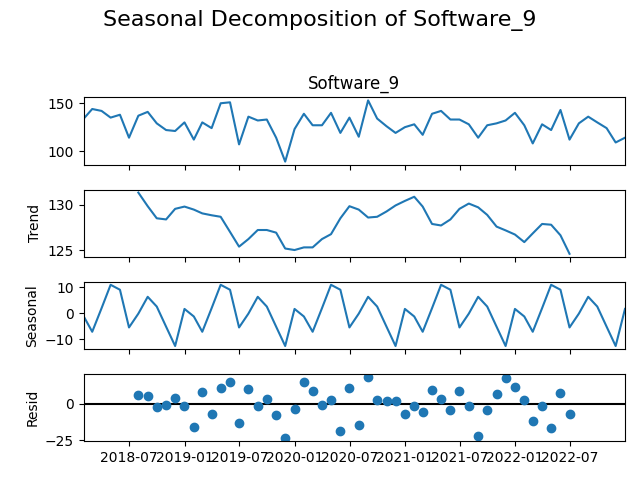 Seasonal Decomposition of Software_9
Software_9
150
100
Trend
130
125
Seasonal
10
0
−10
Resid
0
−25
2018-07 2019-01 2019-07 2020-01 2020-07 2021-01 2021-07 2022-01 2022-07